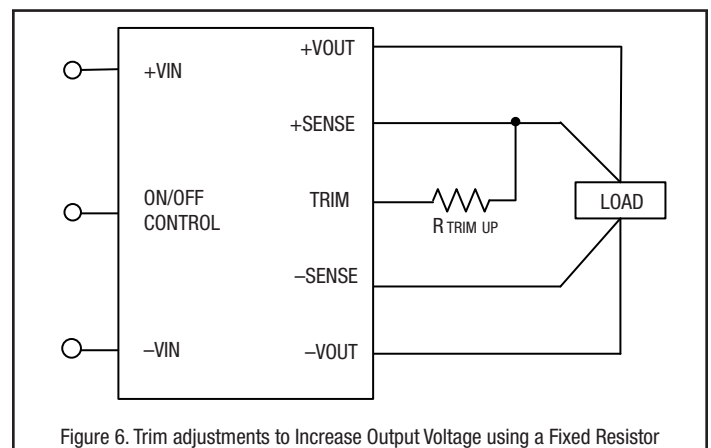 +VOUT
+VIN
+SENSE
ON/OFF
CONTROL
TRIM
R TRIM UP
LOAD
–SENSE
–VIN
–VOUT
Figure 6. Trim adjustments to Increase Output Voltage using a Fixed Resistor